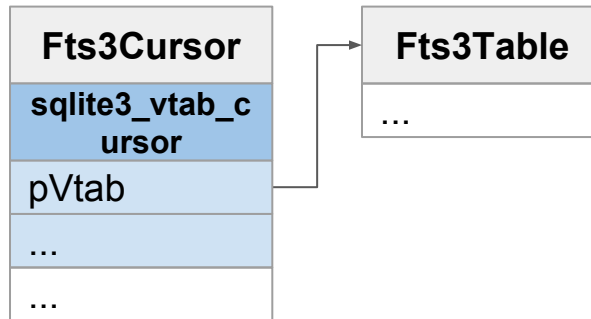 Fts3Cursor
sqlite3_vtab_c
ursor
pVtab
...
...
Fts3Table
...